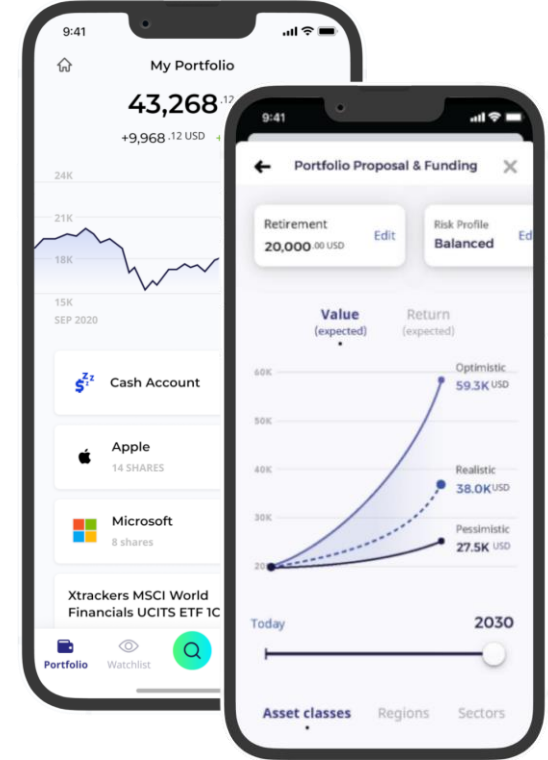 9:41
My Portfolio
43,268.12
+9,968.12 USD
24K
21K
18K
15K
SEP 2020
Cash Account
Apple
14 SHARES
Microsoft
8 shares
Xtrackers MSCI World
Financials UCITS ETF 1C
Portfolio
Watchlist
9:41
Portfolio Proposal & Funding
Retirement
20,000.00 USD
Edit
Risk Profile
Balanced
Ed
Value
(expected)
Return
(expected)
60K
50K
40K
30K
20
Optimistic
59.3K USD
Realistic
38.0K USD
Pessimistic
27.5K USD
Today
2030
Asset classes
Regions
Sectors